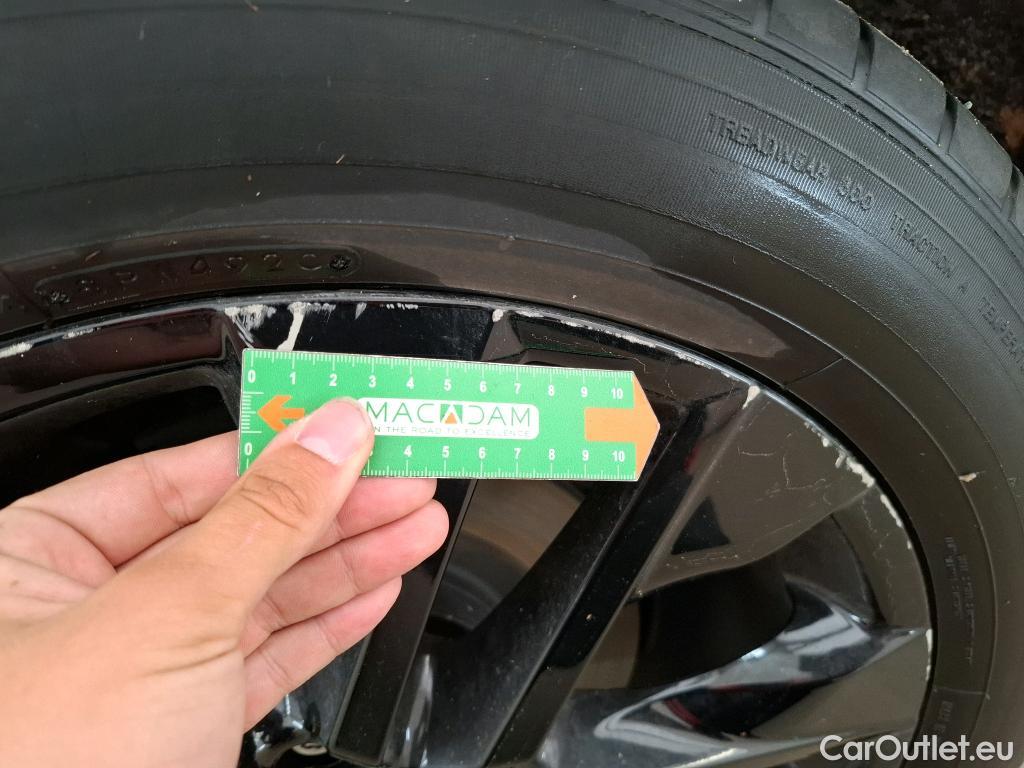 TREADWEAR 300 TRACTION A TEMPERAT
0 1 2 3 4 5 6 7 8 9 10
MACADAM
ON THE ROAD TO EXCELLENCE
0 4 5 6 7 8 9 10
CarOutlet.eu